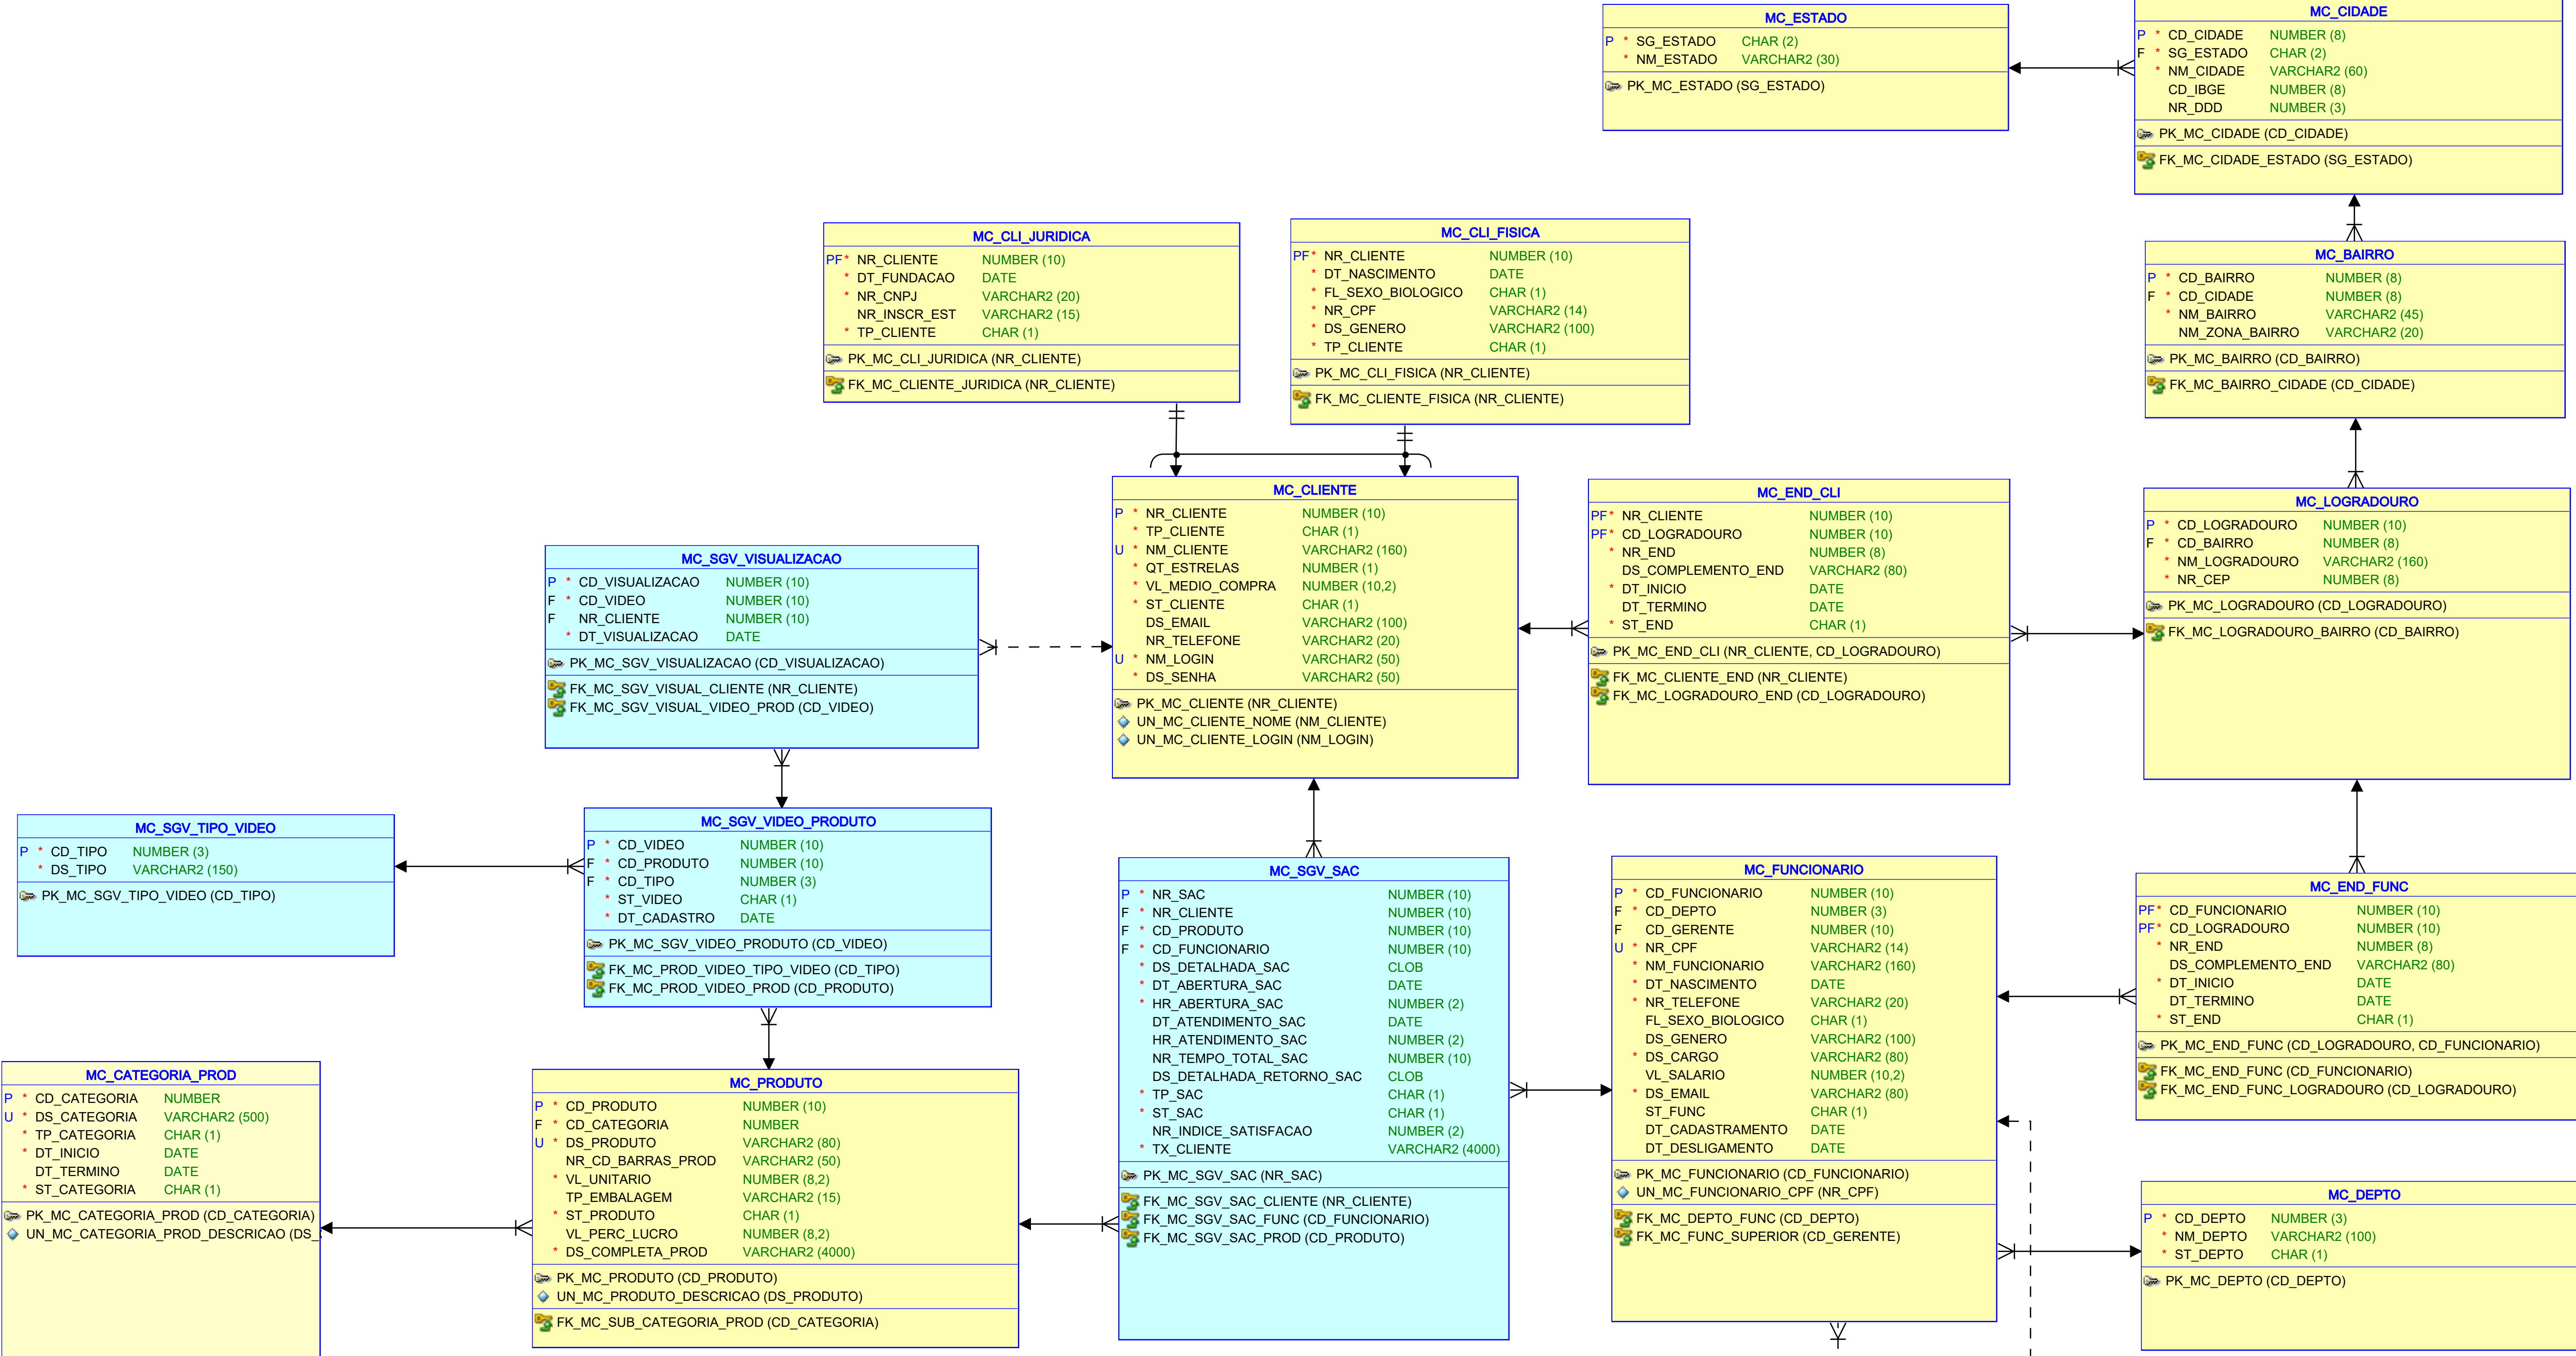 MC_ESTADO
P * SG_ESTADO CHAR (2)
* NM_ESTADO VARCHAR2 (30)
PK_MC_ESTADO (SG_ESTADO)
MC_CIDADE
P * CD_CIDADE NUMBER (8)
F * SG_ESTADO CHAR (2)
* NM_CIDADE VARCHAR2 (60)
CD_IBGE NUMBER (8)
NR_DDD NUMBER (3)
PK_MC_CIDADE (CD_CIDADE)
FK_MC_CIDADE_ESTADO (SG_ESTADO)
MC_CLI_JURIDICA
PF* NR_CLIENTE NUMBER (10)
* DT_FUNDACAO DATE
* NR_CNPJ VARCHAR2 (20)
NR_INSCR_EST VARCHAR2 (15)
* TP_CLIENTE CHAR (1)
PK_MC_CLI_JURIDICA (NR_CLIENTE)
FK_MC_CLIENTE_JURIDICA (NR_CLIENTE)
MC_CLI_FISICA
PF* NR_CLIENTE NUMBER (10)
* DT_NASCIMENTO DATE
* FL_SEXO_BIOLOGICO CHAR (1)
* NR_CPF VARCHAR2 (14)
* DS_GENERO VARCHAR2 (100)
* TP_CLIENTE CHAR (1)
PK_MC_CLI_FISICA (NR_CLIENTE)
FK_MC_CLIENTE_FISICA (NR_CLIENTE)
MC_BAIRRO
P * CD_BAIRRO NUMBER (8)
F * CD_CIDADE NUMBER (8)
* NM_BAIRRO VARCHAR2 (45)
NM_ZONA_BAIRRO VARCHAR2 (20)
PK_MC_BAIRRO (CD_BAIRRO)
FK_MC_BAIRRO_CIDADE (CD_CIDADE)
MC_SGV_VISUALIZACAO
P * CD_VISUALIZACAO NUMBER (10)
F * CD_VIDEO NUMBER (10)
F NR_CLIENTE NUMBER (10)
* DT_VISUALIZACAO DATE
PK_MC_SGV_VISUALIZACAO (CD_VISUALIZACAO)
FK_MC_SGV_VISUAL_CLIENTE (NR_CLIENTE)
FK_MC_SGV_VISUAL_VIDEO_PROD (CD_VIDEO)
MC_CLIENTE
P * NR_CLIENTE NUMBER (10)
* TP_CLIENTE CHAR (1)
U * NM_CLIENTE VARCHAR2 (160)
* QT_ESTRELAS NUMBER (1)
* VL_MEDIO_COMPRA NUMBER (10,2)
* ST_CLIENTE CHAR (1)
DS_EMAIL VARCHAR2 (100)
NR_TELEFONE VARCHAR2 (20)
U * NM_LOGIN VARCHAR2 (50)
* DS_SENHA VARCHAR2 (50)
PK_MC_CLIENTE (NR_CLIENTE)
UN_MC_CLIENTE_NOME (NM_CLIENTE)
UN_MC_CLIENTE_LOGIN (NM_LOGIN)
MC_END_CLI
PF* NR_CLIENTE NUMBER (10)
PF* CD_LOGRADOURO NUMBER (10)
* NR_END NUMBER (8)
DS_COMPLEMENTO_END VARCHAR2 (80)
* DT_INICIO DATE
DT_TERMINO DATE
* ST_END CHAR (1)
PK_MC_END_CLI (NR_CLIENTE, CD_LOGRADOURO)
FK_MC_CLIENTE_END (NR_CLIENTE)
FK_MC_LOGRADOURO_END (CD_LOGRADOURO)
MC_LOGRADOURO
P * CD_LOGRADOURO NUMBER (10)
F * CD_BAIRRO NUMBER (8)
* NM_LOGRADOURO VARCHAR2 (160)
* NR_CEP NUMBER (8)
PK_MC_LOGRADOURO (CD_LOGRADOURO)
FK_MC_LOGRADOURO_BAIRRO (CD_BAIRRO)
MC_SGV_TIPO_VIDEO
P * CD_TIPO NUMBER (3)
* DS_TIPO VARCHAR2 (150)
PK_MC_SGV_TIPO_VIDEO (CD_TIPO)
MC_SGV_VIDEO_PRODUTO
P * CD_VIDEO NUMBER (10)
F * CD_PRODUTO NUMBER (10)
F * CD_TIPO NUMBER (3)
* ST_VIDEO CHAR (1)
* DT_CADASTRO DATE
PK_MC_SGV_VIDEO_PRODUTO (CD_VIDEO)
FK_MC_PROD_VIDEO_TIPO_VIDEO (CD_TIPO)
FK_MC_PROD_VIDEO_PROD (CD_PRODUTO)
MC_SGV_SAC
P * NR_SAC NUMBER (10)
F * NR_CLIENTE NUMBER (10)
F * CD_PRODUTO NUMBER (10)
F * CD_FUNCIONARIO NUMBER (10)
* DS_DETALHADA_SAC CLOB
* DT_ABERTURA_SAC DATE
* HR_ABERTURA_SAC NUMBER (2)
DT_ATENDIMENTO_SAC DATE
HR_ATENDIMENTO_SAC NUMBER (2)
NR_TEMPO_TOTAL_SAC NUMBER (10)
DS_DETALHADA_RETORNO_SAC CLOB
* TP_SAC CHAR (1)
* ST_SAC CHAR (1)
NR_INDICE_SATISFACAO NUMBER (2)
* TX_CLIENTE VARCHAR2 (4000)
PK_MC_SGV_SAC (NR_SAC)
FK_MC_SGV_SAC_CLIENTE (NR_CLIENTE)
FK_MC_SGV_SAC_FUNC (CD_FUNCIONARIO)
FK_MC_SGV_SAC_PROD (CD_PRODUTO)
MC_FUNCIONARIO
P * CD_FUNCIONARIO NUMBER (10)
F * CD_DEPTO NUMBER (3)
F CD_GERENTE NUMBER (10)
U * NR_CPF VARCHAR2 (14)
* NM_FUNCIONARIO VARCHAR2 (160)
* DT_NASCIMENTO DATE
* NR_TELEFONE VARCHAR2 (20)
FL_SEXO_BIOLOGICO CHAR (1)
DS_GENERO VARCHAR2 (100)
* DS_CARGO VARCHAR2 (80)
VL_SALARIO NUMBER (10,2)
* DS_EMAIL VARCHAR2 (80)
ST_FUNC CHAR (1)
DT_CADASTRAMENTO DATE
DT_DESLIGAMENTO DATE
PK_MC_FUNCIONARIO (CD_FUNCIONARIO)
UN_MC_FUNCIONARIO_CPF (NR_CPF)
FK_MC_DEPTO_FUNC (CD_DEPTO)
FK_MC_FUNC_SUPERIOR (CD_GERENTE)
MC_END_FUNC
PF* CD_FUNCIONARIO NUMBER (10)
PF* CD_LOGRADOURO NUMBER (10)
* NR_END NUMBER (8)
DS_COMPLEMENTO_END VARCHAR2 (80)
* DT_INICIO DATE
DT_TERMINO DATE
* ST_END CHAR (1)
PK_MC_END_FUNC (CD_LOGRADOURO, CD_FUNCIONARIO)
FK_MC_END_FUNC (CD_FUNCIONARIO)
FK_MC_END_FUNC_LOGRADOURO (CD_LOGRADOURO)
MC_CATEGORIA_PROD
P * CD_CATEGORIA NUMBER
U * DS_CATEGORIA VARCHAR2 (500)
* TP_CATEGORIA CHAR (1)
* DT_INICIO DATE
DT_TERMINO DATE
* ST_CATEGORIA CHAR (1)
PK_MC_CATEGORIA_PROD (CD_CATEGORIA)
UN_MC_CATEGORIA_PROD_DESCRICAO (DS_
MC_PRODUTO
P * CD_PRODUTO NUMBER (10)
F * CD_CATEGORIA NUMBER
U * DS_PRODUTO VARCHAR2 (80)
NR_CD_BARRAS_PROD VARCHAR2 (50)
* VL_UNITARIO NUMBER (8,2)
TP_EMBALAGEM VARCHAR2 (15)
* ST_PRODUTO CHAR (1)
VL_PERC_LUCRO NUMBER (8,2)
* DS_COMPLETA_PROD VARCHAR2 (4000)
PK_MC_PRODUTO (CD_PRODUTO)
UN_MC_PRODUTO_DESCRICAO (DS_PRODUTO)
FK_MC_SUB_CATEGORIA_PROD (CD_CATEGORIA)
MC_DEPTO
P * CD_DEPTO NUMBER (3)
* NM_DEPTO VARCHAR2 (100)
* ST_DEPTO CHAR (1)
PK_MC_DEPTO (CD_DEPTO)